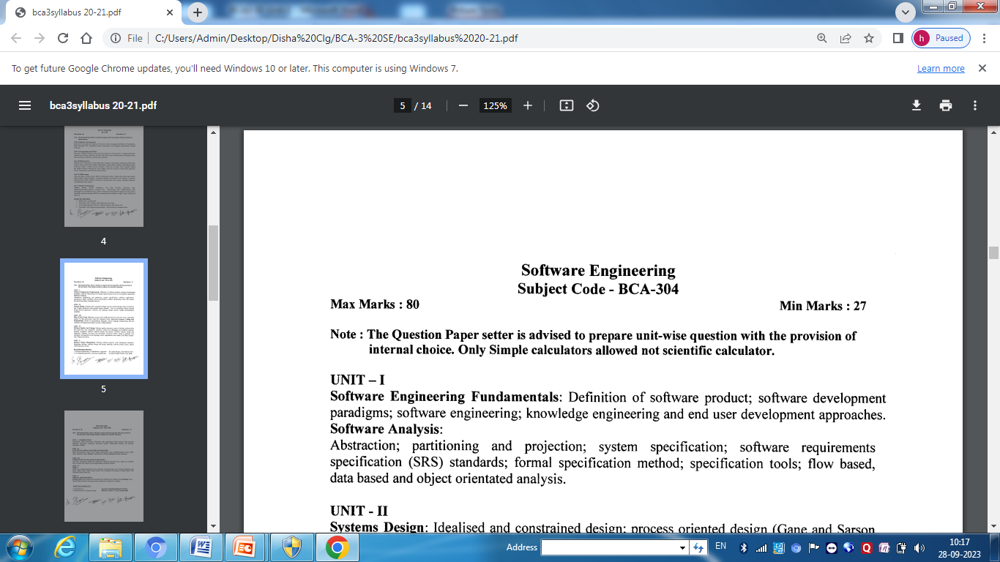 bca3syllabus 20-21.pdf
File
C:/Users/Admin/Desktop/Disha%20Clg/BCA-3%20SE/bca3syllabus%2020-21.pdf
h Paused
To get future Google Chrome updates, you'll need Windows 10 or later. This computer is using Windows 7.
Learn more
bca3syllabus 20-21.pdf
5 / 14
125%
4
5
Software Engineering
Subject Code - BCA-304
Max Marks : 80
Min Marks : 27
Note : The Question Paper setter is advised to prepare unit-wise question with the provision of
internal choice. Only Simple calculators allowed not scientific calculator.
UNIT – I
Software Engineering Fundamentals: Definition of software product; software development
paradigms; software engineering; knowledge engineering and end user development approaches.
Software Analysis:
Abstraction; partitioning and projection; system specification; software requirements
specification (SRS) standards; formal specification method; specification tools; flow based,
data based and object orientated analysis.
UNIT - II
Systems Design: Idealised and constrained design; process oriented design (Gane and Sarson
Address
EN
10:17
28-09-2023